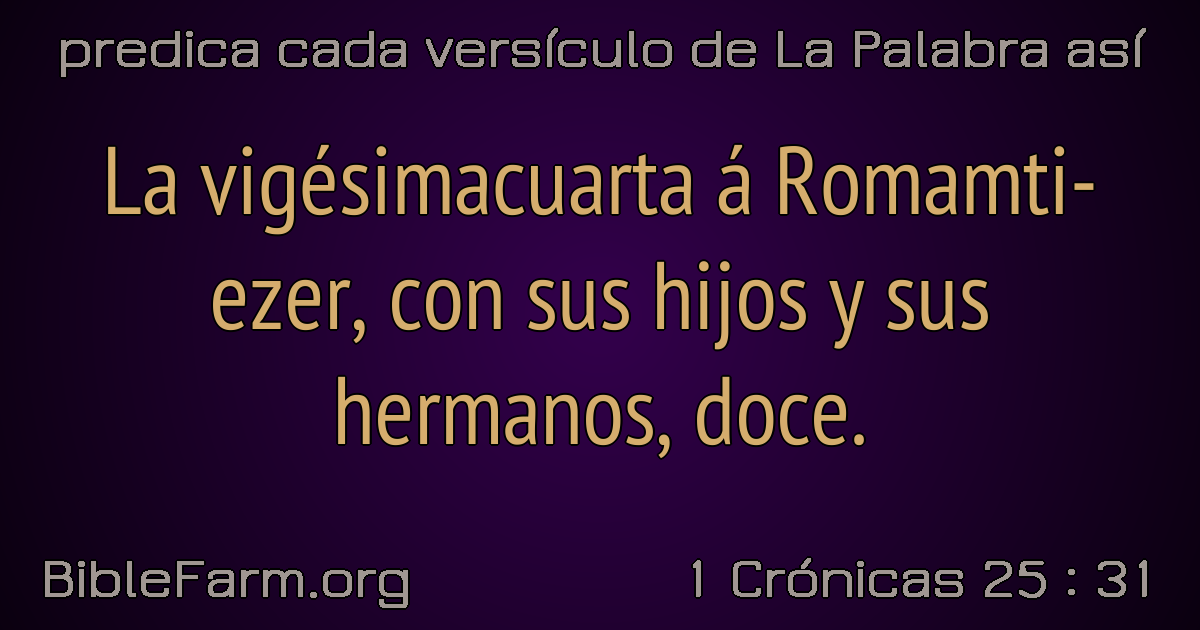 predica cada versículo de La Palabra así
La vigésimacuarta á Romamti-
ezer, con sus hijos y sus
hermanos, doce.
BibleFarm.org
1 Crónicas 25 : 31